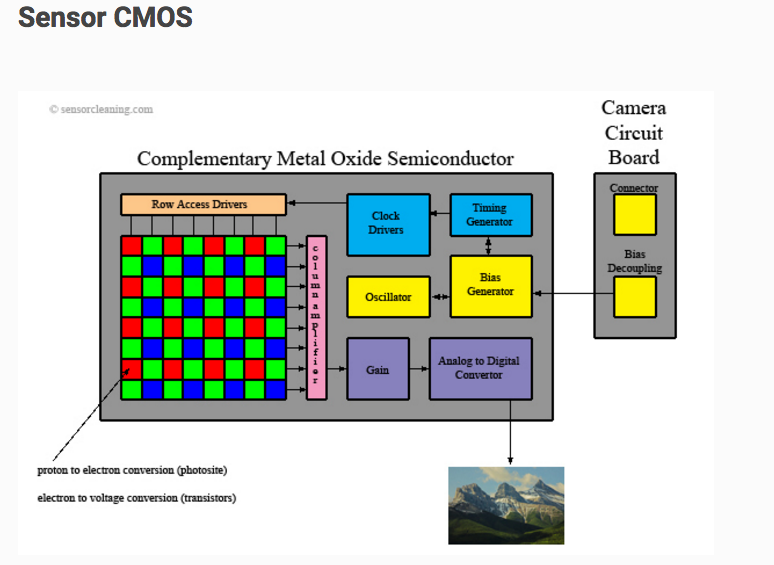 Sensor CMOS
© sensorcleaning.com
Camera
Circuit
Board
Complementary Metal Oxide Semiconductor
Connector
Row Access Drivers
Clock
Drivers
Timing
Generator
column amplifier
Bias
Decoupling
Oscillator
Bias
Generator
Gain
Analog to Digital
Convertor
proton to electron conversion (photosite)
electron to voltage conversion (transistors)